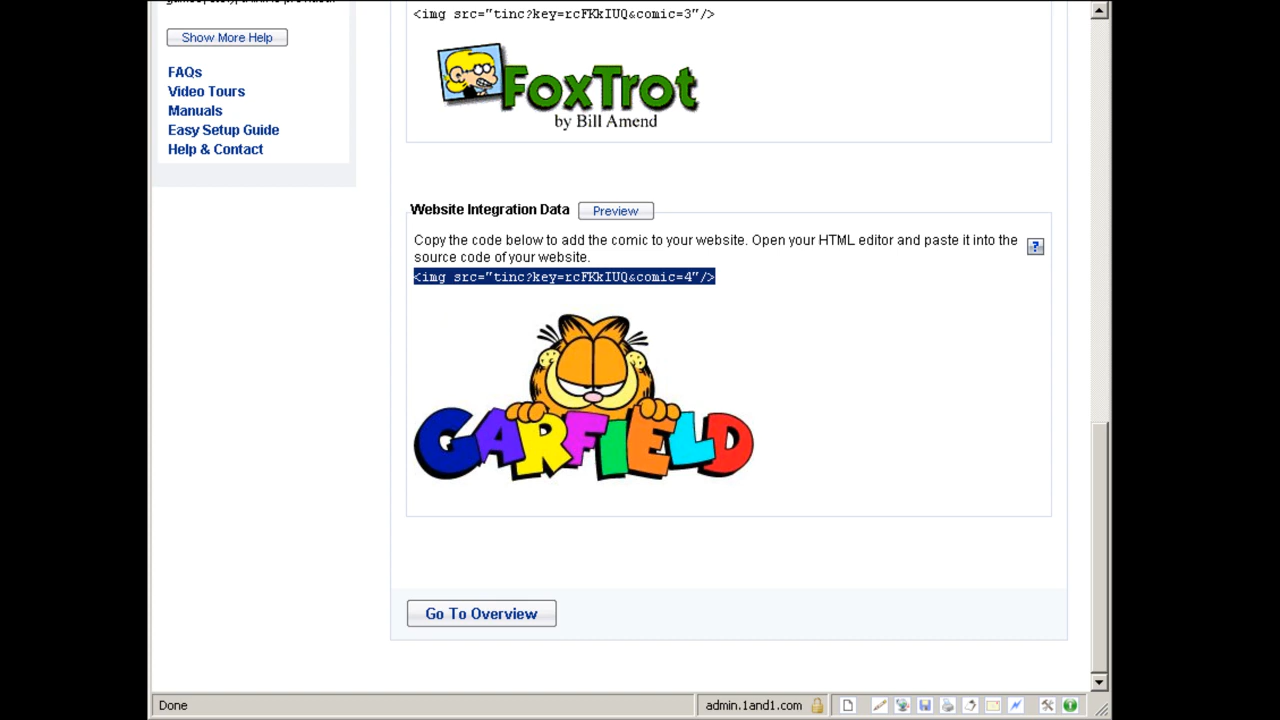 <img src="tinc?key=rcFKkIUQ&comic=3"/>
Show More Help
FoxTrot
by Bill Amend
FAQs
Video Tours
Manuals
Easy Setup Guide
Help & Contact
Website Integration Data Preview
Copy the code below to add the comic to your website. Open your HTML editor and paste it into the
source code of your website.
<img src="tinc?key=rcFKkIUQ&comic=4"/>
GARFIELD
Go To Overview
Done
admin.1and1.com